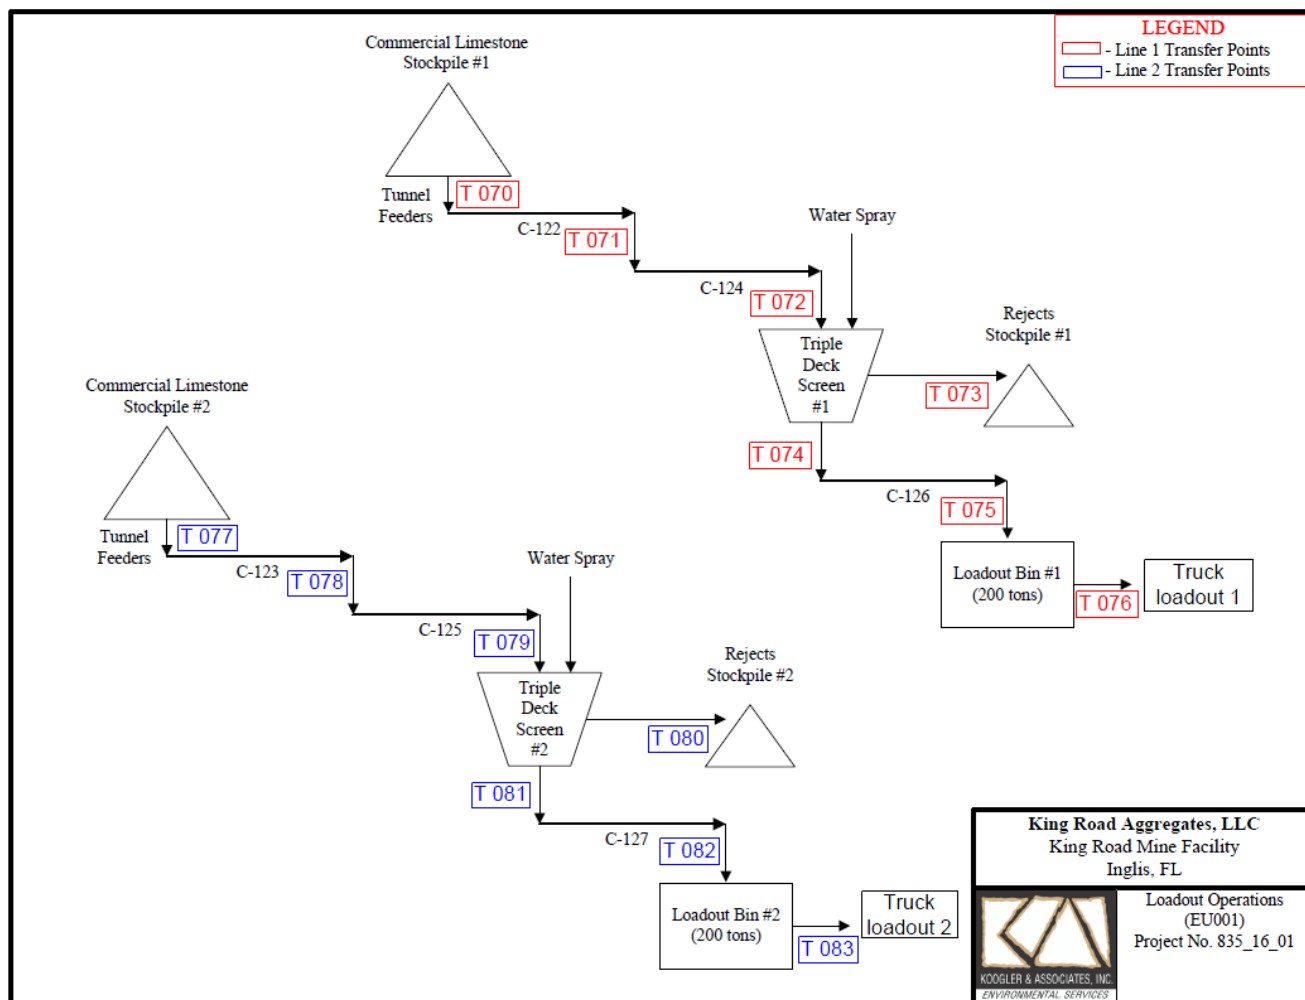 LEGEND
- Line 1 Transfer Points
- Line 2 Transfer Points
Commercial Limestone
Stockpile #1
Tunnel
Feeders
T 070
C-122
T 071
C-124
T 072
Water Spray
Triple
Deck
Screen
#1
Rejects
Stockpile #1
T 073
T 074
C-126
T 075
Loadout Bin #1
(200 tons)
T 076
Truck
loadout 1
Commercial Limestone
Stockpile #2
Tunnel
Feeders
T 077
C-123
T 078
C-125
T 079
Water Spray
Triple
Deck
Screen
#2
Rejects
Stockpile #2
T 080
T 081
C-127
T 082
Loadout Bin #2
(200 tons)
T 083
Truck
loadout 2
King Road Aggregates, LLC
King Road Mine Facility
Inglis, FL
Loadout Operations
(EU001)
Project No. 835_16_01
KOOGLER & ASSOCIATES, INC.
ENVIRONMENTAL SERVICES